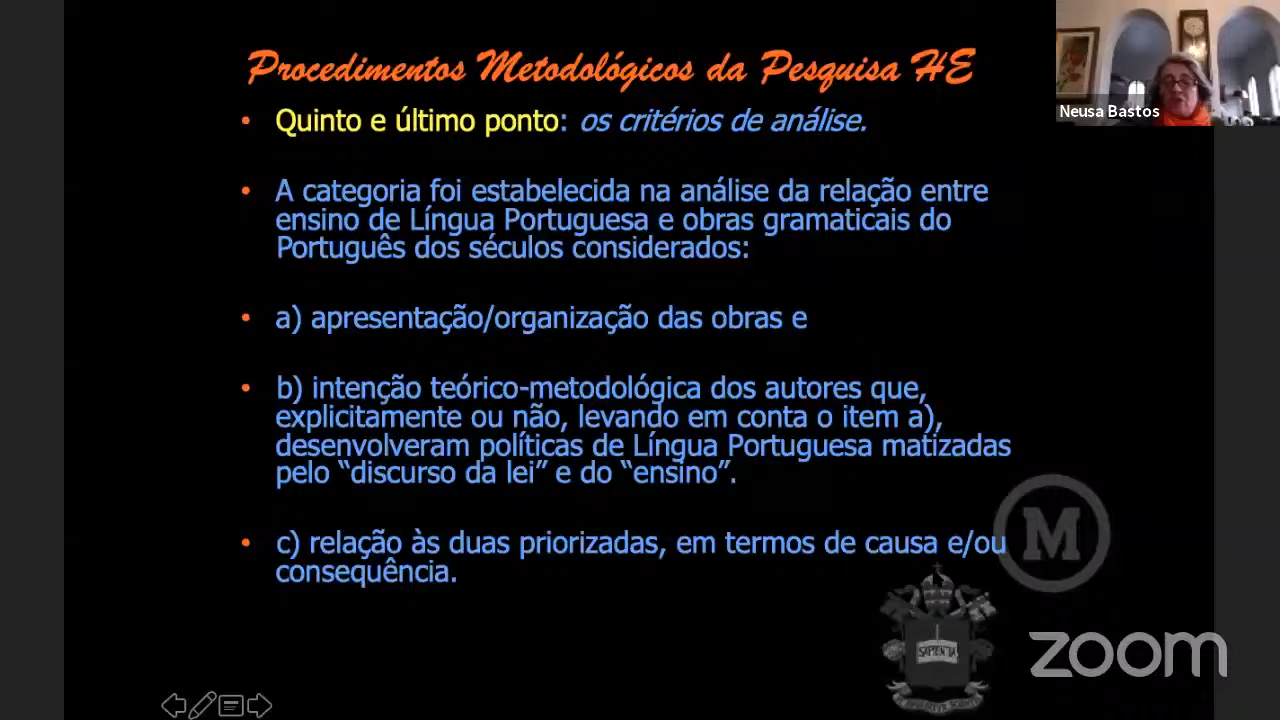 Procedimentos Metodológicos da Pesquisa HE
Neusa Bastos
• Quinto e último ponto: os critérios de análise.
• A categoria foi estabelecida na análise da relação entre
ensino de Língua Portuguesa e obras gramaticais do
Português dos séculos considerados:
• a) apresentação/organização das obras e
• b) intenção teórico-metodológica dos autores que,
explicitamente ou não, levando em conta o item a),
desenvolveram políticas de Língua Portuguesa matizadas
pelo “discurso da lei” e do “ensino”.
• c) relação às duas priorizadas, em termos de causa e/ou
consequência.
M
SAPIENTIA
zoom